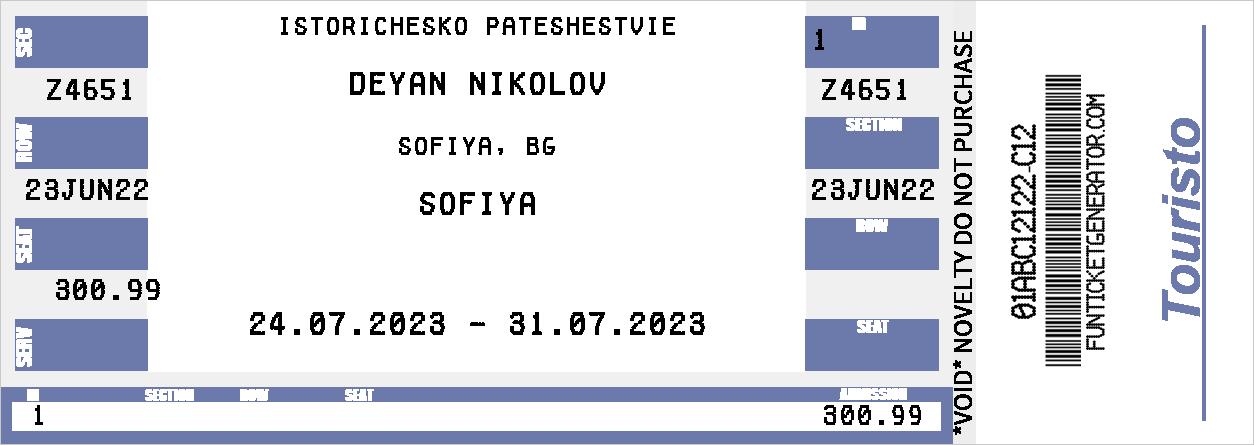 ISTORICHESKO PATESHESTVIE
DEYAN NIKOLOV
SOFIYA, BG
SOFIYA
24.07.2023 - 31.07.2023
SEC
Z4651
ROW
23JUN22
SEAT
300.99
SERV
1
Z4651
SECTION
23JUN22
ROW
SEAT
SECTION ROW SEAT ADMISSION
1 300.99
*VOID* NOVELTY DO NOT PURCHASE
01ABC12122-C12
FUNTICKETGENERATOR.COM
Touristo